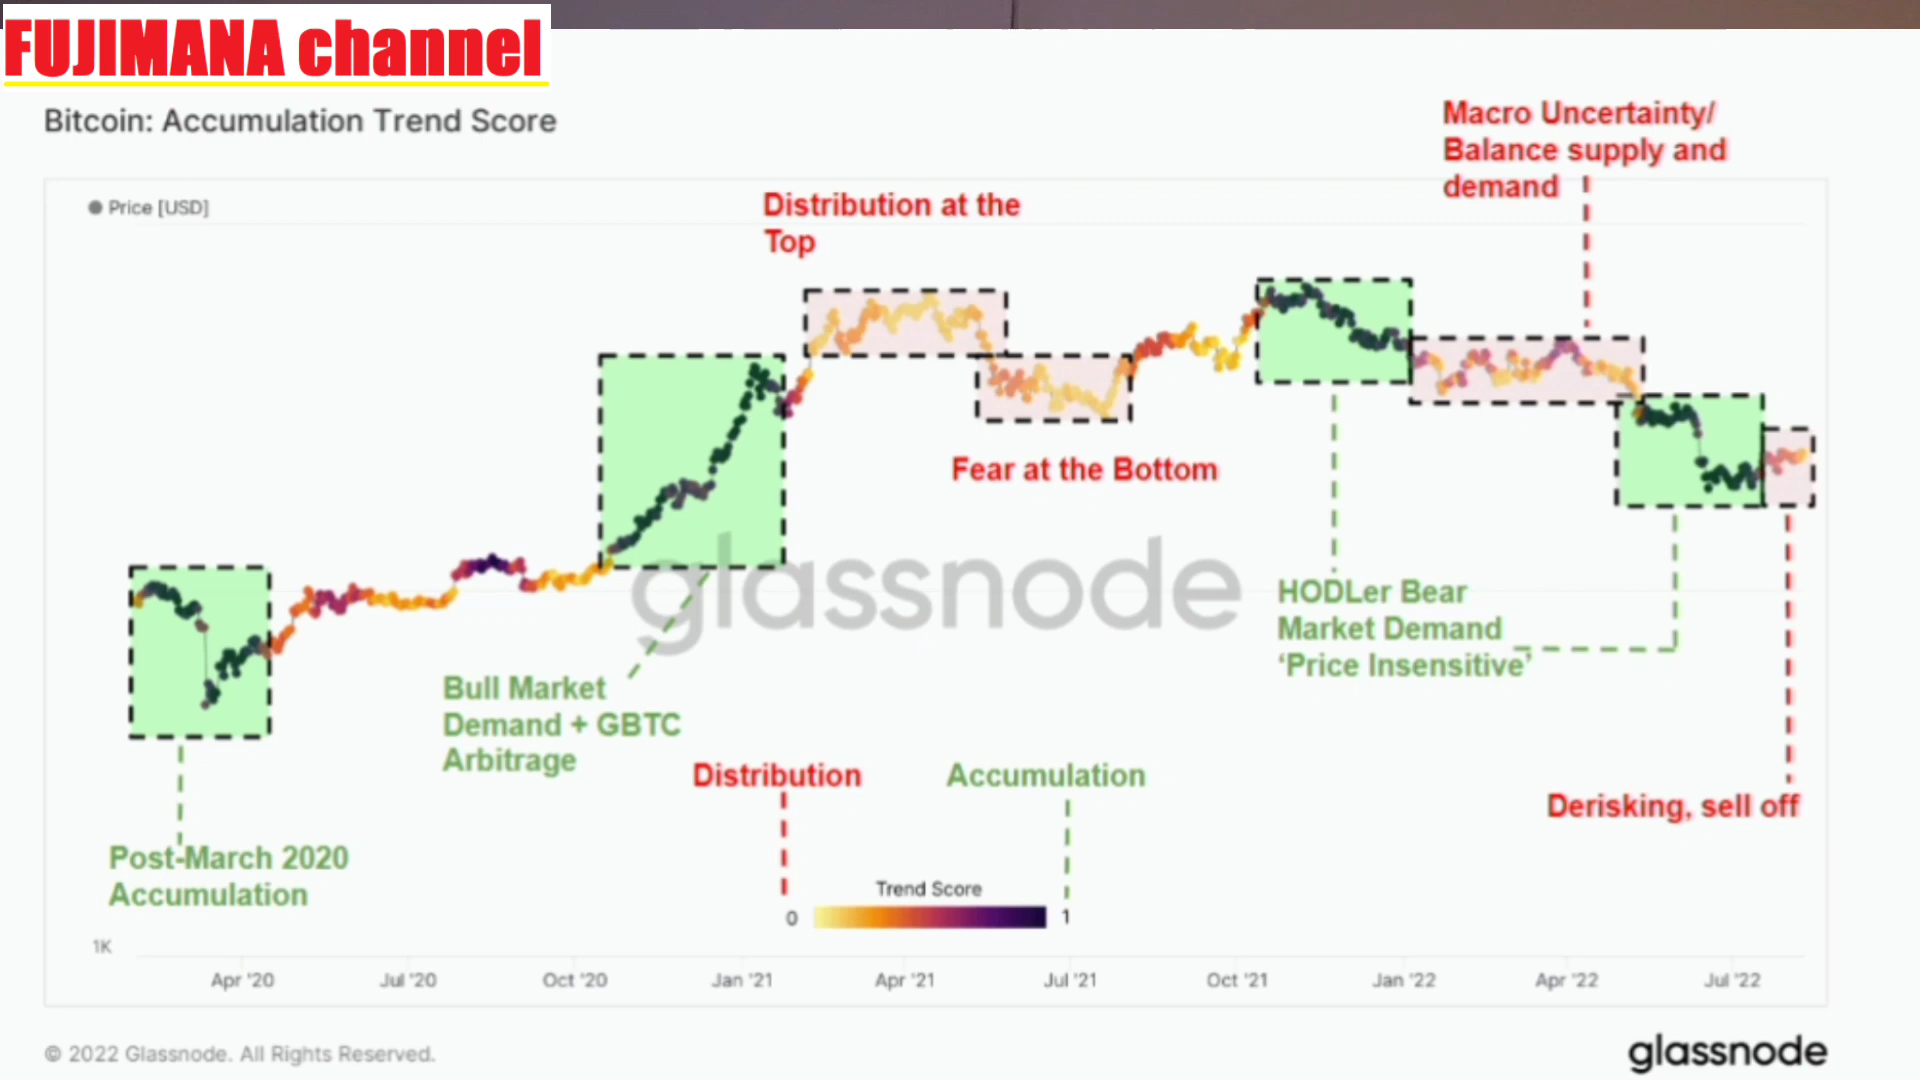 FUJIMANA channel
Bitcoin: Accumulation Trend Score
Macro Uncertainty/
Balance supply and
demand
Price [USD]
Distribution at the
Top
Fear at the Bottom
glassnode
HODLer Bear
Market Demand
‘Price Insensitive’
Bull Market
Demand + GBTC
Arbitrage
Distribution
Accumulation
Derisking, sell off
Post-March 2020
Accumulation
Trend Score
0
1
1K
Apr '20
Jul '20
Oct '20
Jan '21
Apr '21
Jul '21
Oct '21
Jan '22
Apr '22
Jul '22
© 2022 Glassnode. All Rights Reserved.
glassnode